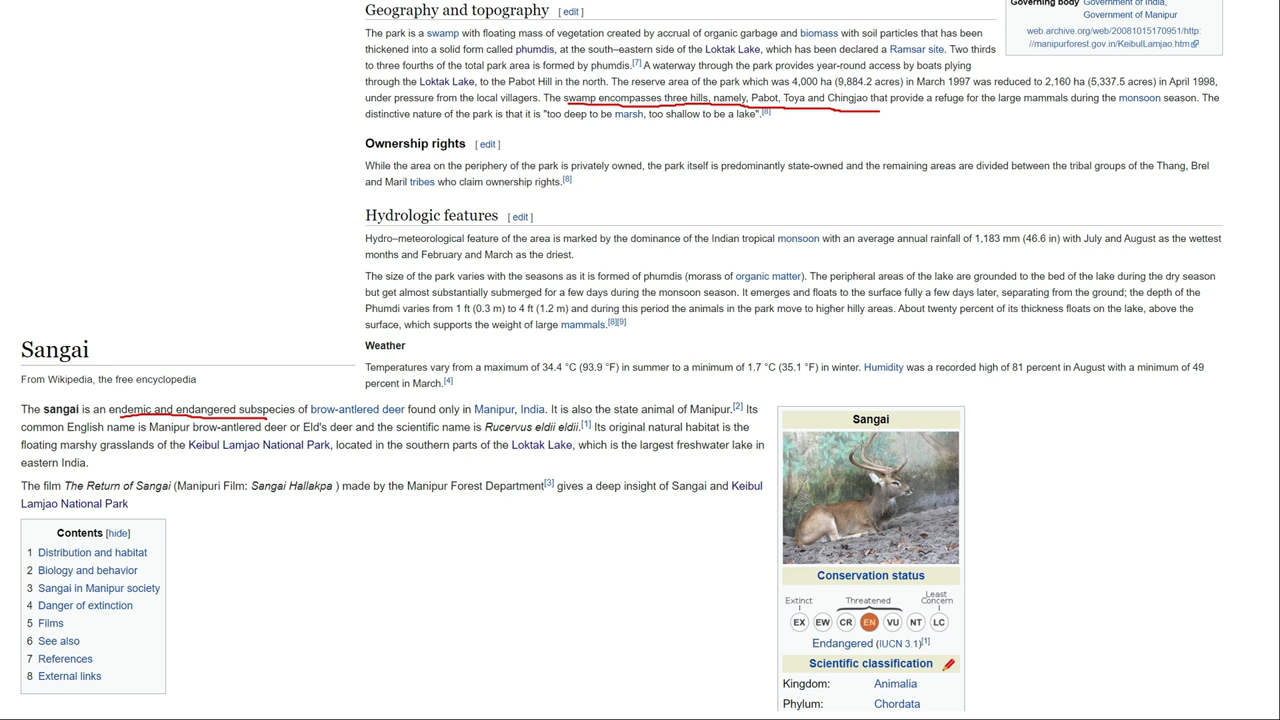 Geography and topography [ edit ]
Governing body Government of India,
Government of Manipur
web.archive.org/web/20081015170951/http:
//manipurforest.gov.in/KeibulLamjao.htm
The park is a swamp with floating mass of vegetation created by accrual of organic garbage and biomass with soil particles that has been
thickened into a solid form called phumdis, at the south–eastern side of the Loktak Lake, which has been declared a Ramsar site. Two thirds
to three fourths of the total park area is formed by phumdis.[7] A waterway through the park provides year-round access by boats plying
through the Loktak Lake, to the Pabot Hill in the north. The reserve area of the park which was 4,000 ha (9,884.2 acres) in March 1997 was reduced to 2,160 ha (5,337.5 acres) in April 1998,
under pressure from the local villagers. The swamp encompasses three hills, namely, Pabot, Toya and Chingjao that provide a refuge for the large mammals during the monsoon season. The
distinctive nature of the park is that it is "too deep to be marsh, too shallow to be a lake".[8]
Ownership rights [ edit ]
While the area on the periphery of the park is privately owned, the park itself is predominantly state-owned and the remaining areas are divided between the tribal groups of the Thang, Brel
and Maril tribes who claim ownership rights.[8]
Hydrologic features [ edit ]
Hydro–meteorological feature of the area is marked by the dominance of the Indian tropical monsoon with an average annual rainfall of 1,183 mm (46.6 in) with July and August as the wettest
months and February and March as the driest.
The size of the park varies with the seasons as it is formed of phumdis (morass of organic matter). The peripheral areas of the lake are grounded to the bed of the lake during the dry season
but get almost substantially submerged for a few days during the monsoon season. It emerges and floats to the surface fully a few days later, separating from the ground; the depth of the
Phumdi varies from 1 ft (0.3 m) to 4 ft (1.2 m) and during this period the animals in the park move to higher hilly areas. About twenty percent of its thickness floats on the lake, above the
surface, which supports the weight of large mammals.[8][9]
Weather
Temperatures vary from a maximum of 34.4 °C (93.9 °F) in summer to a minimum of 1.7 °C (35.1 °F) in winter. Humidity was a recorded high of 81 percent in August with a minimum of 49
percent in March.[4]
Sangai
From Wikipedia, the free encyclopedia
The sangai is an endemic and endangered subspecies of brow-antlered deer found only in Manipur, India. It is also the state animal of Manipur.[2] Its
common English name is Manipur brow-antlered deer or Eld's deer and the scientific name is Rucervus eldii eldii.[1] Its original natural habitat is the
floating marshy grasslands of the Keibul Lamjao National Park, located in the southern parts of the Loktak Lake, which is the largest freshwater lake in
eastern India.
The film The Return of Sangai (Manipuri Film: Sangai Hallakpa ) made by the Manipur Forest Department[3] gives a deep insight of Sangai and Keibul
Lamjao National Park
Contents [hide]
1 Distribution and habitat
2 Biology and behavior
3 Sangai in Manipur society
4 Danger of extinction
5 Films
6 See also
7 References
8 External links
Sangai
Conservation status
Extinct Threatened Least Concern
EX EW CR EN VU NT LC
Endangered (IUCN 3.1)[1]
Scientific classification
Kingdom: Animalia
Phylum: Chordata